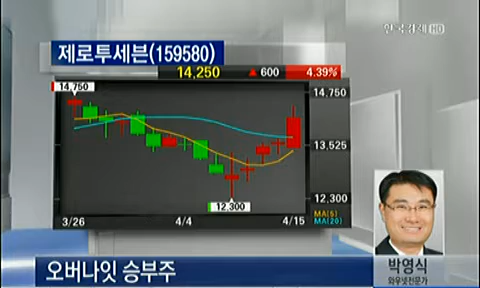 한국경제 HD
제로투세븐(159580)
14,250 ▲ 600 4.39%
14,750
14,750
13,525
12,300
12,300
MA(5)
MA(20)
3/26 4/4 4/15
오버나잇 승부주
박영식
와우넷전문가